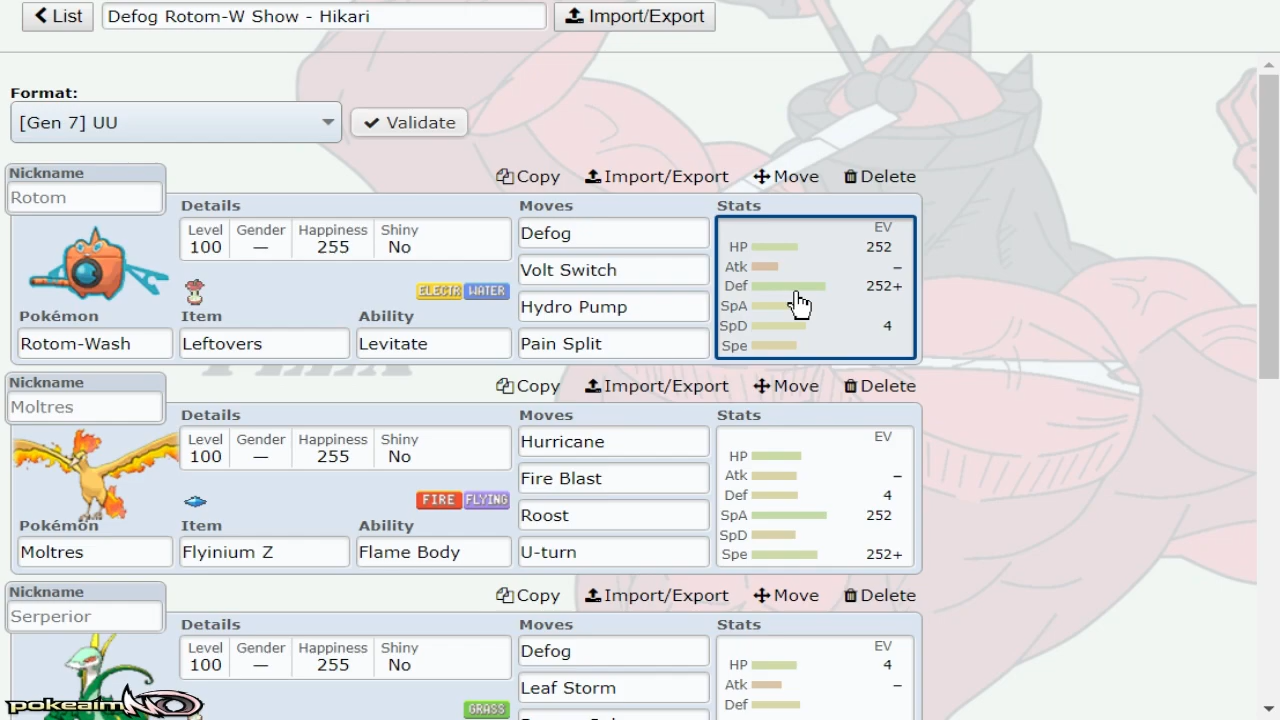 List
Defog Rotom-W Show - Hikari
Import/Export
Format:
[Gen 7] UU
Validate
Copy Import/Export Move Delete
Nickname
Rotom
Details Moves Stats
Level Gender Happiness Shiny
100 — 255 No
ELECTR WATER
Pokémon Item Ability
Rotom-Wash Leftovers Levitate
Defog
Volt Switch
Hydro Pump
Pain Split
EV
HP 252
Atk –
Def 252+
SpA
SpD 4
Spe
Copy Import/Export Move Delete
Nickname
Moltres
Details Moves Stats
Level Gender Happiness Shiny
100 — 255 No
FIRE FLYING
Pokémon Item Ability
Moltres Flyinium Z Flame Body
Hurricane
Fire Blast
Roost
U-turn
EV
HP
Atk –
Def 4
SpA 252
SpD
Spe 252+
Copy Import/Export Move Delete
Nickname
Serperior
Details Moves Stats
Level Gender Happiness Shiny
100 — 255 No
GRASS
Defog
Leaf Storm
EV
HP 4
Atk –
Def
pokeaimMD